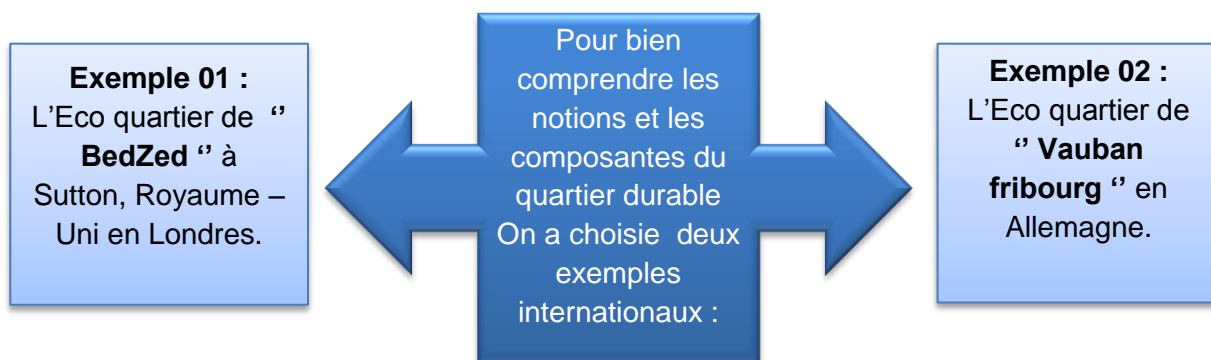 Exemple 01 :
L’Eco quartier de ‘’
BedZed ‘’ à
Sutton, Royaume –
Uni en Londres.
Pour bien
comprendre les
notions et les
composantes du
quartier durable
On a choisie deux
exemples
internationaux :
Exemple 02 :
L’Eco quartier de
‘’ Vauban
fribourg ‘’ en
Allemagne.